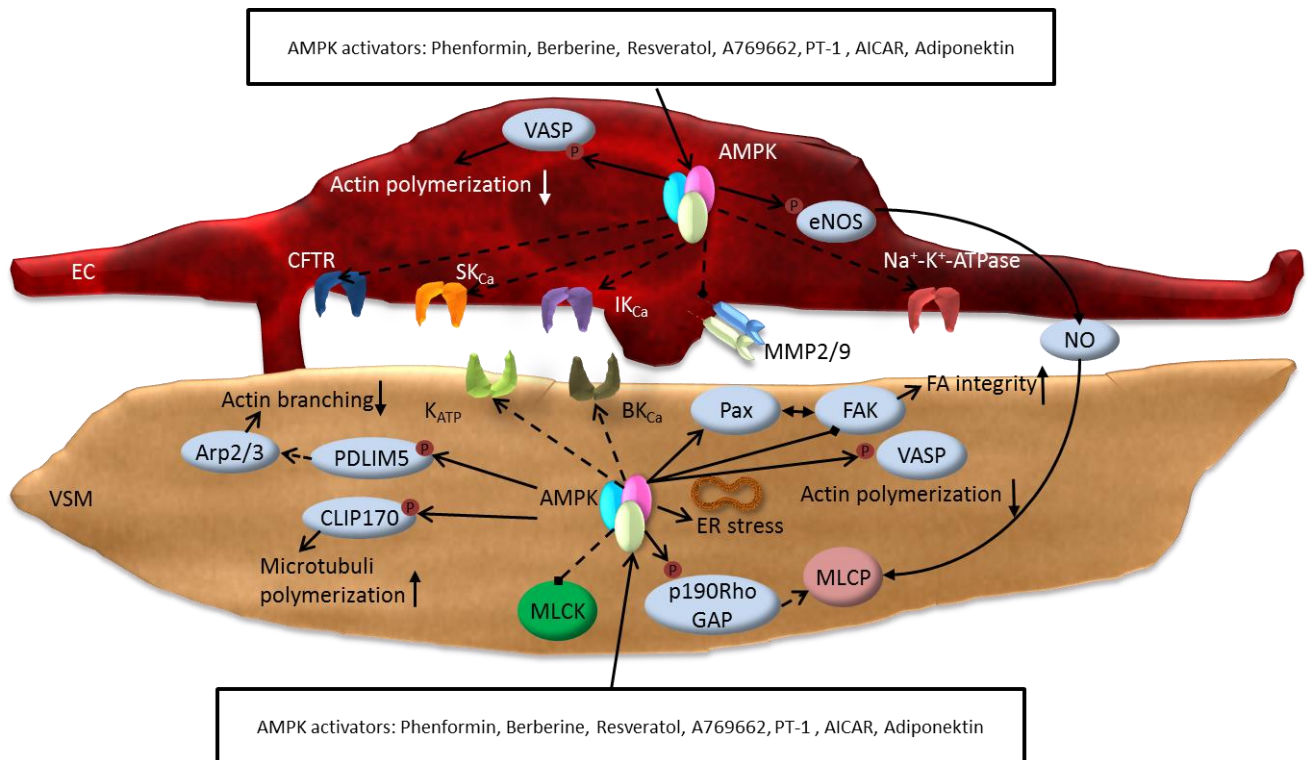 AMPK activators: Phenformin, Berberine, Resveratol, A769662, PT-1 , AICAR, Adiponektin
VASP
P
AMPK
Actin polymerization
P
eNOS
EC
CFTR
SKCa
IKCa
Na⁺-K⁺-ATPase
MMP2/9
NO
Actin branching
KATP
BKCa
Pax
FAK
FA integrity
Arp2/3
PDLIM5
P
P
VASP
VSM
AMPK
Actin polymerization
CLIP170
P
ER stress
Microtubuli
polymerization
MLCK
P
p190Rho
GAP
MLCP
AMPK activators: Phenformin, Berberine, Resveratol, A769662, PT-1 , AICAR, Adiponektin